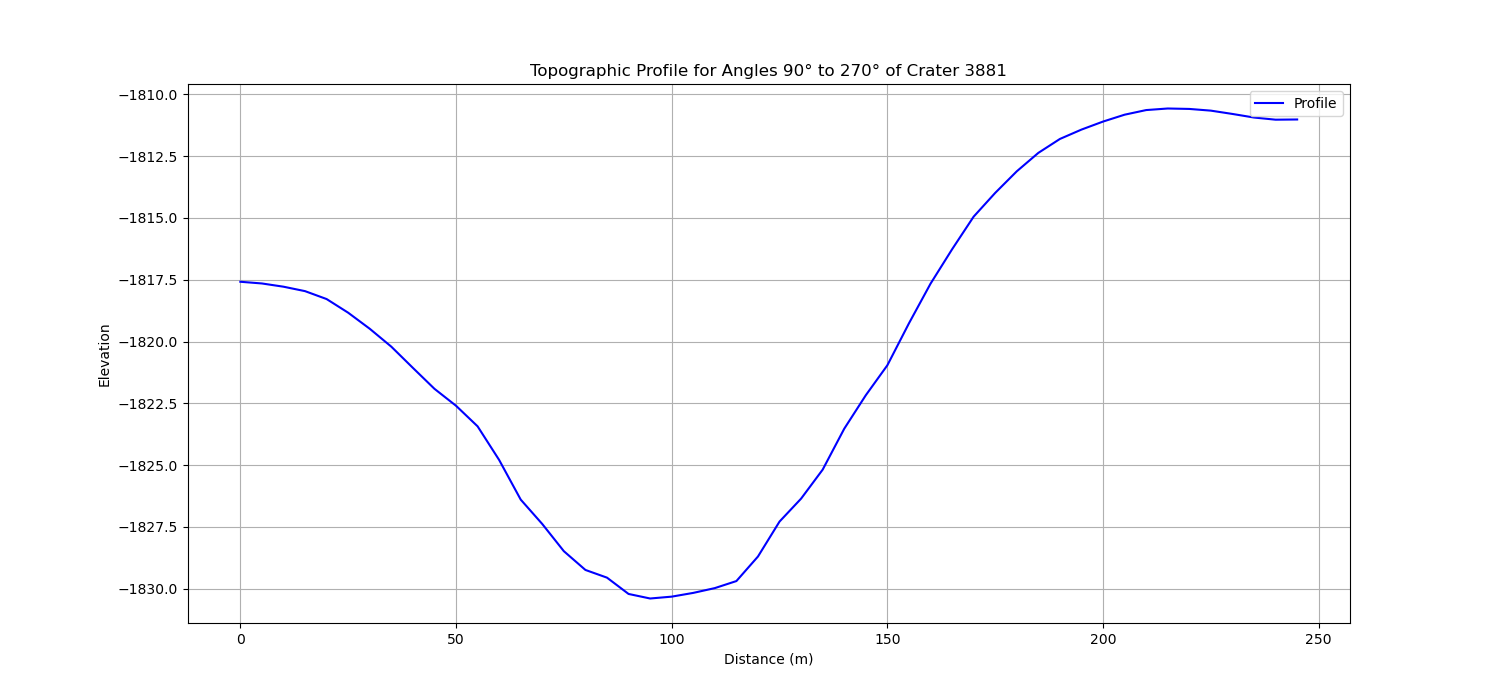 Topographic Profile for Angles 90° to 270° of Crater 3881
Profile
Elevation
−1810.0
−1812.5
−1815.0
−1817.5
−1820.0
−1822.5
−1825.0
−1827.5
−1830.0
0 50 100 150 200 250
Distance (m)